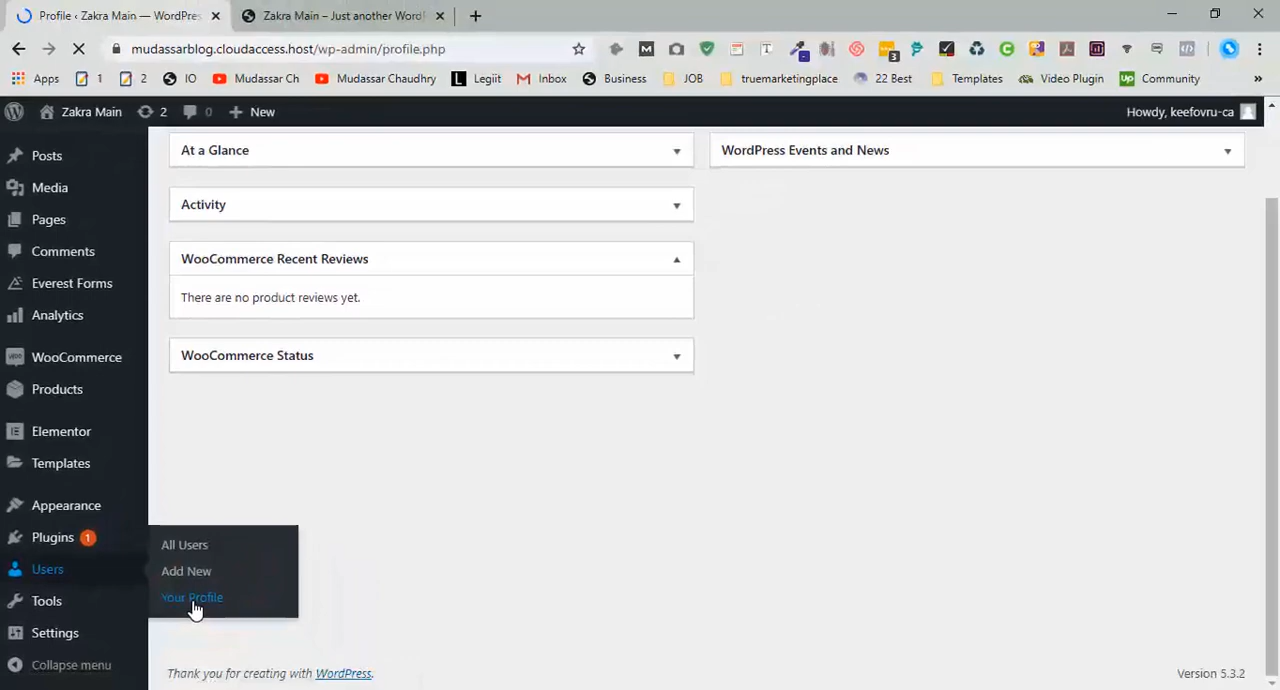 Profile ‹ Zakra Main — WordPres
Zakra Main – Just another Word
mudassarblog.cloudaccess.host/wp-admin/profile.php
3
Apps
1
2
IO
Mudassar Ch
Mudassar Chaudhry
Legiit
Inbox
Business
JOB
truemarketingplace
22 Best
Templates
Video Plugin
Community
»
Zakra Main
2
0
New
Howdy, keefovru-ca
Posts
Media
Pages
Comments
Everest Forms
Analytics
WooCommerce
Products
Elementor
Templates
Appearance
Plugins 1
Users
Tools
Settings
Collapse menu
All Users
Add New
Your Profile
At a Glance
WordPress Events and News
Activity
WooCommerce Recent Reviews
There are no product reviews yet.
WooCommerce Status
Thank you for creating with WordPress.
Version 5.3.2